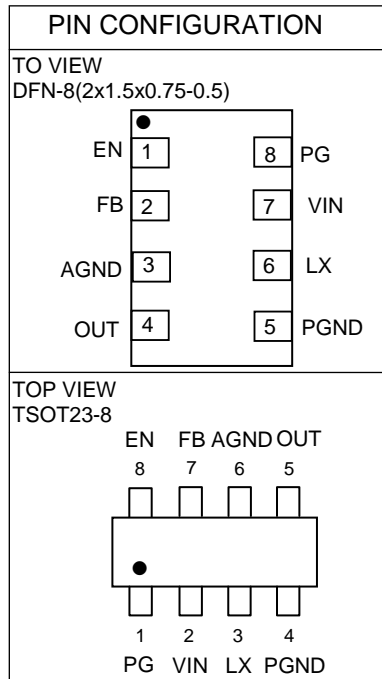 PIN CONFIGURATION
TO VIEW
DFN-8(2x1.5x0.75-0.5)
EN 1 8 PG
FB 2 7 VIN
AGND 3 6 LX
OUT 4 5 PGND
TOP VIEW
TSOT23-8
EN FB AGND OUT
8 7 6 5
1 2 3 4
PG VIN LX PGND